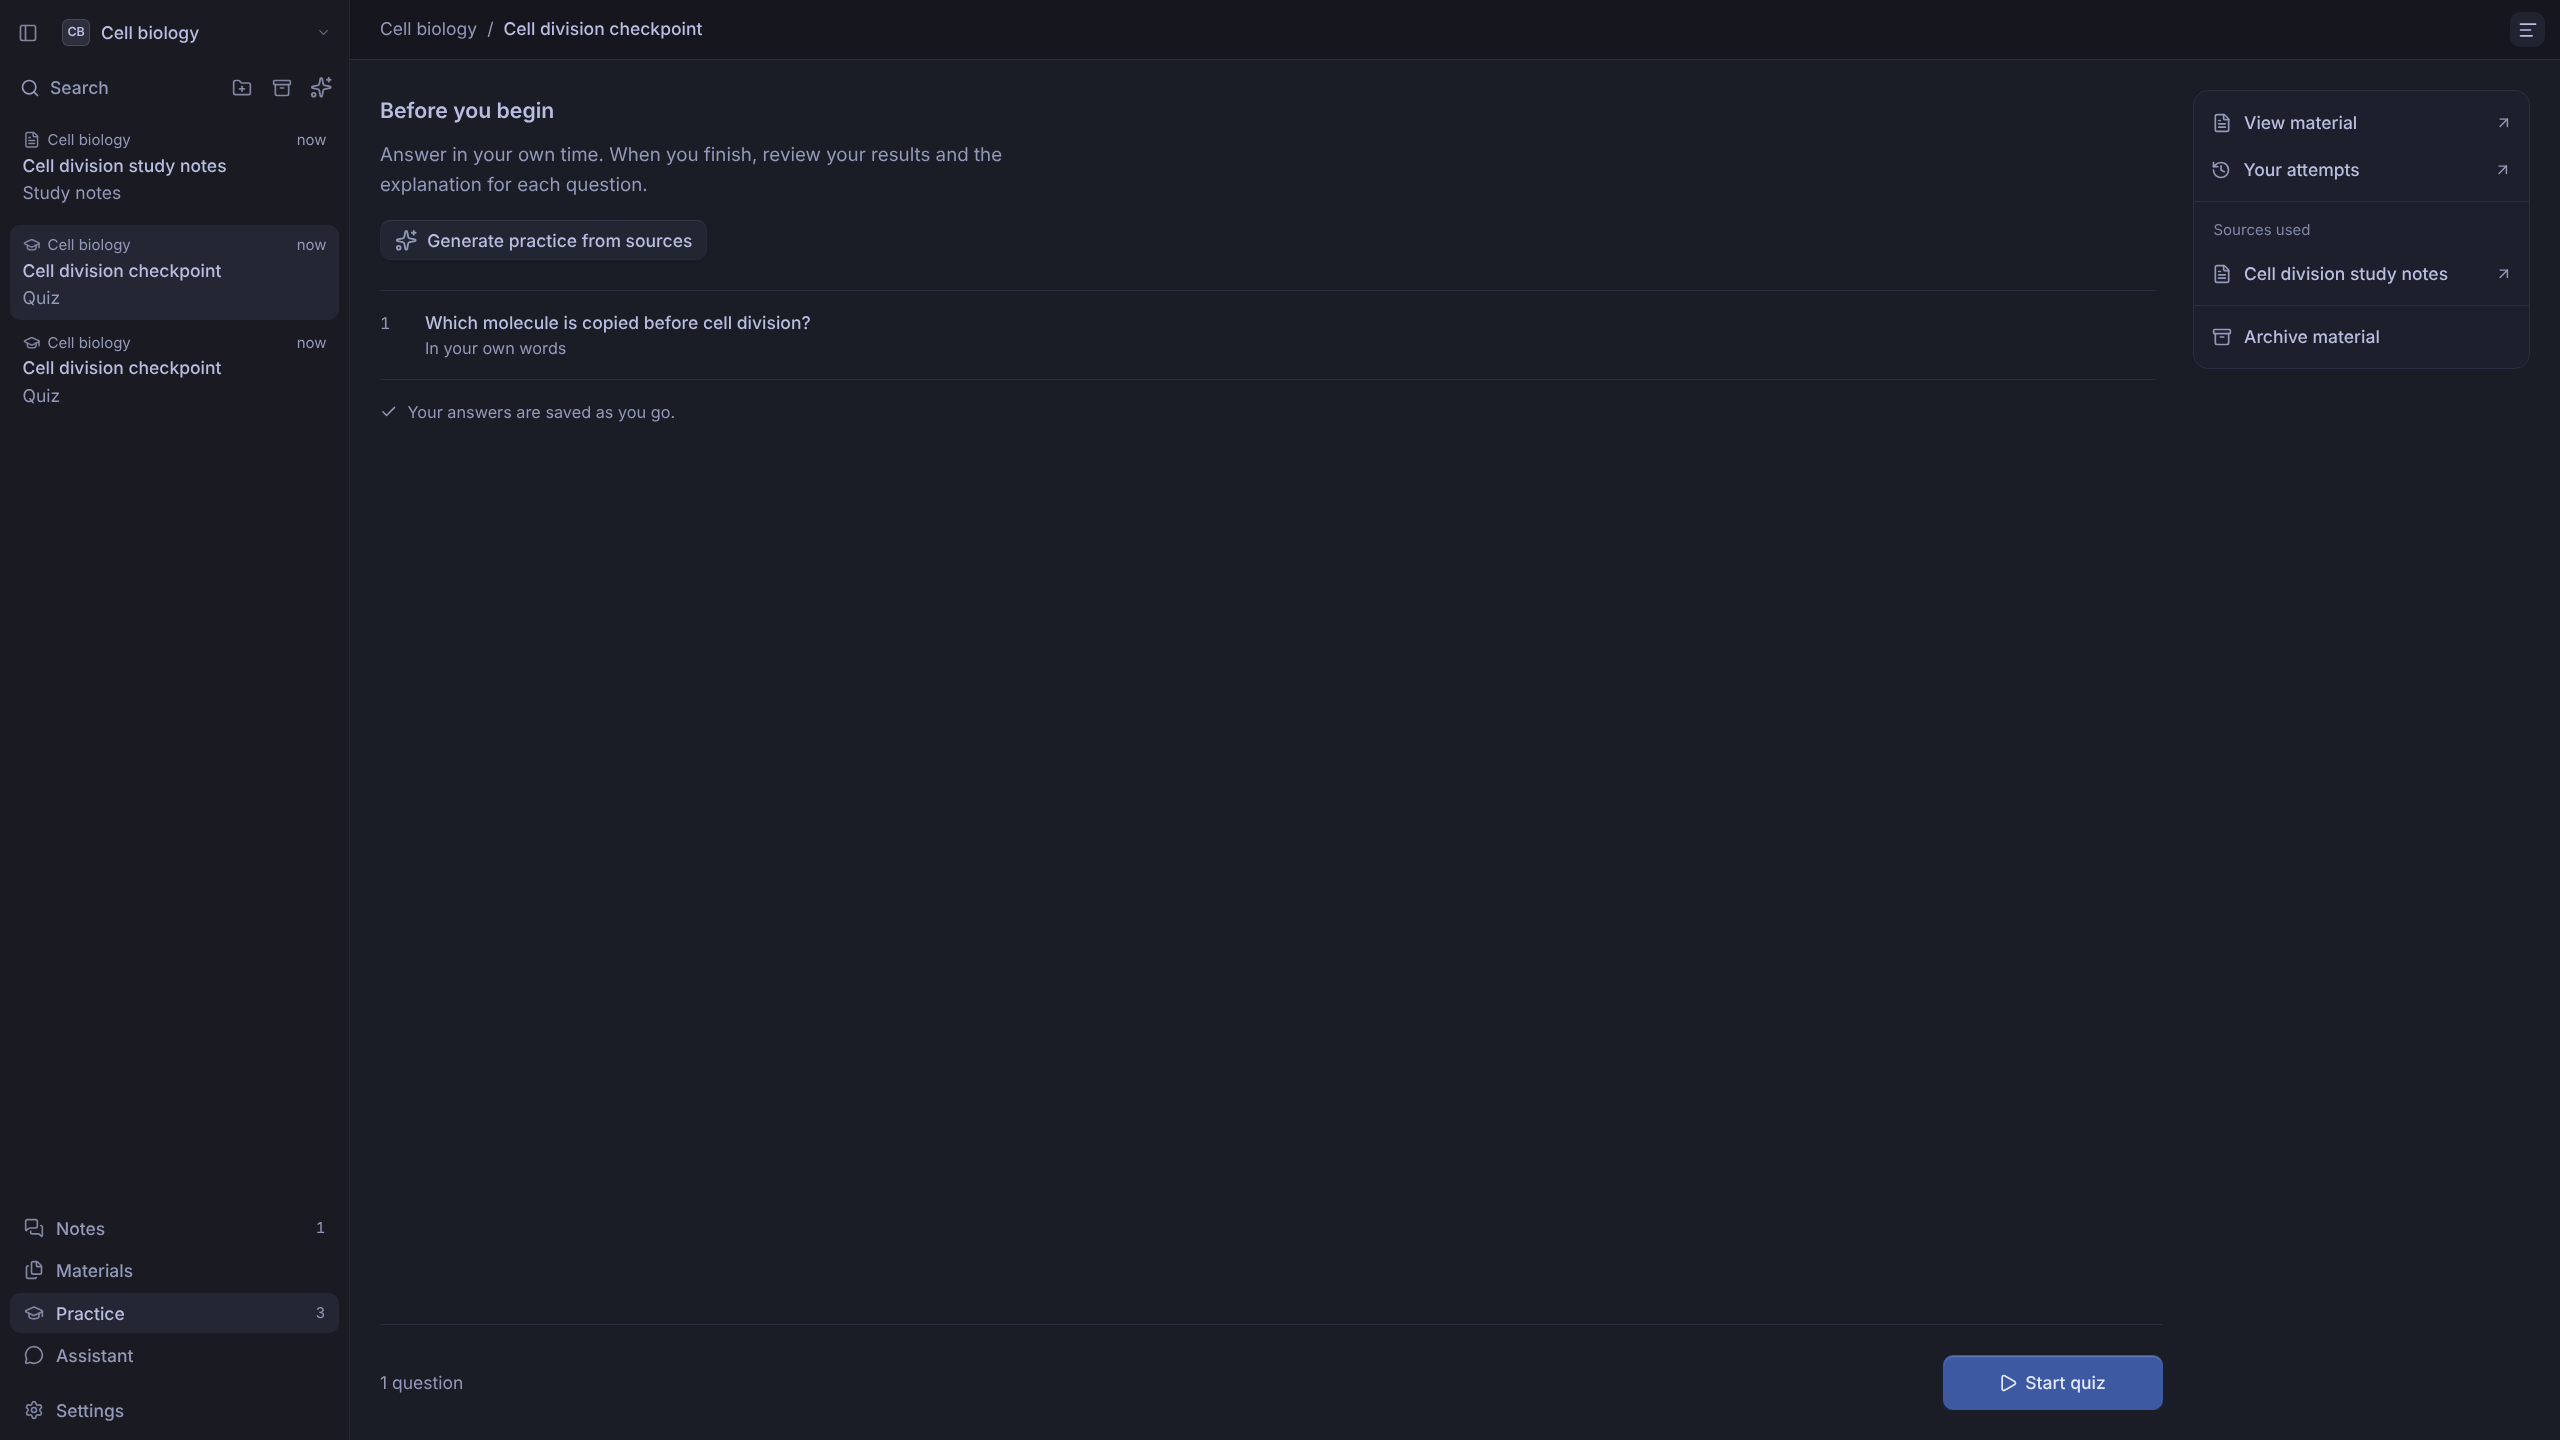 CB Cell biology
Search
Cell biology now
Cell division study notes
Study notes
Cell biology now
Cell division checkpoint
Quiz
Cell biology now
Cell division checkpoint
Quiz
Notes 1
Materials
Practice 3
Assistant
Settings
Cell biology / Cell division checkpoint
Before you begin
Answer in your own time. When you finish, review your results and the
explanation for each question.
Generate practice from sources
1 Which molecule is copied before cell division?
In your own words
Your answers are saved as you go.
1 question
Start quiz
View material
Your attempts
Sources used
Cell division study notes
Archive material